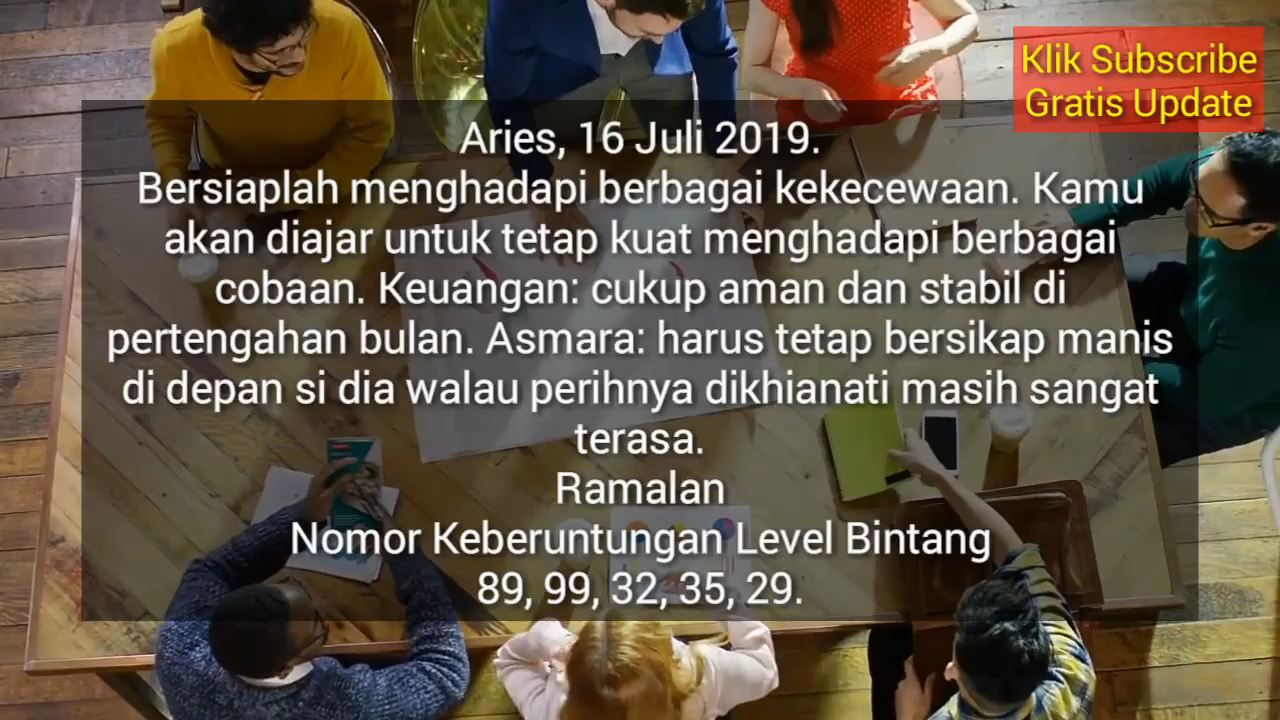 Klik Subscribe
Gratis Update
Aries, 16 Juli 2019.
Bersiaplah menghadapi berbagai kekecewaan. Kamu
akan diajar untuk tetap kuat menghadapi berbagai
cobaan. Keuangan: cukup aman dan stabil di
pertengahan bulan. Asmara: harus tetap bersikap manis
di depan si dia walau perihnya dikhianati masih sangat
terasa.
Ramalan
Nomor Keberuntungan Level Bintang
89, 99, 32, 35, 29.